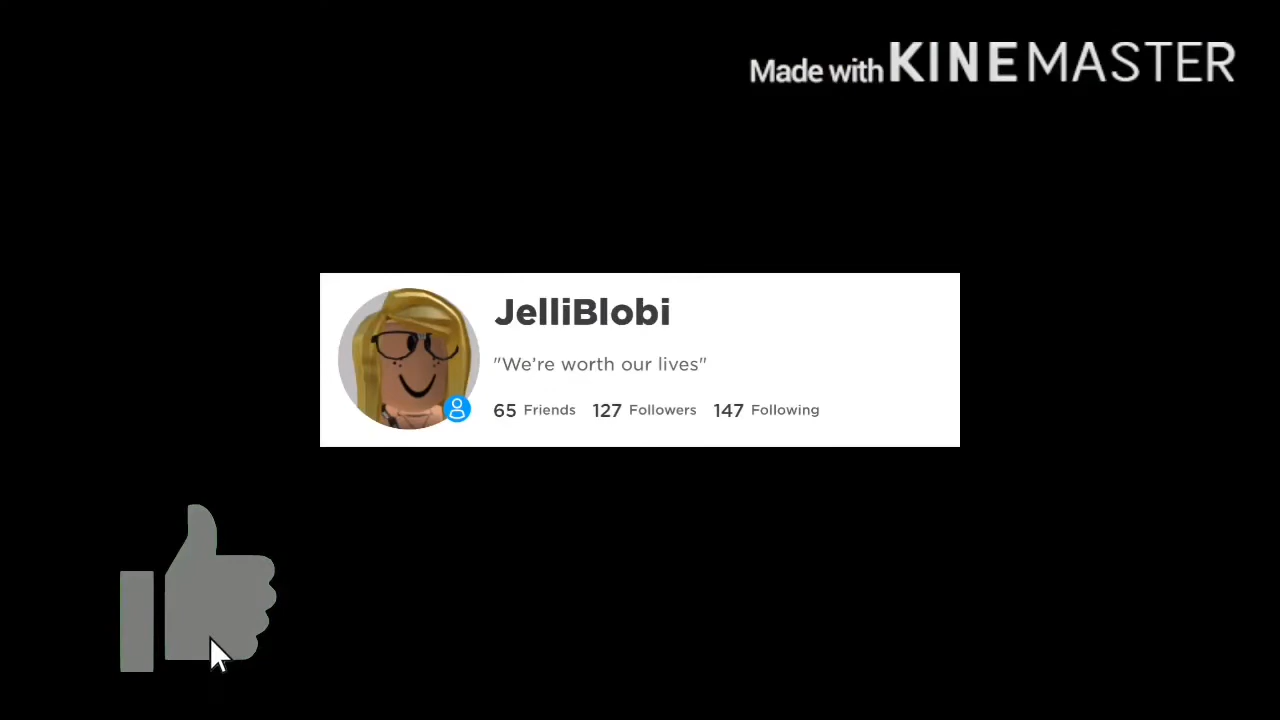 Made with KINEMASTER
JelliBlobi
"We're worth our lives"
65 Friends 127 Followers 147 Following